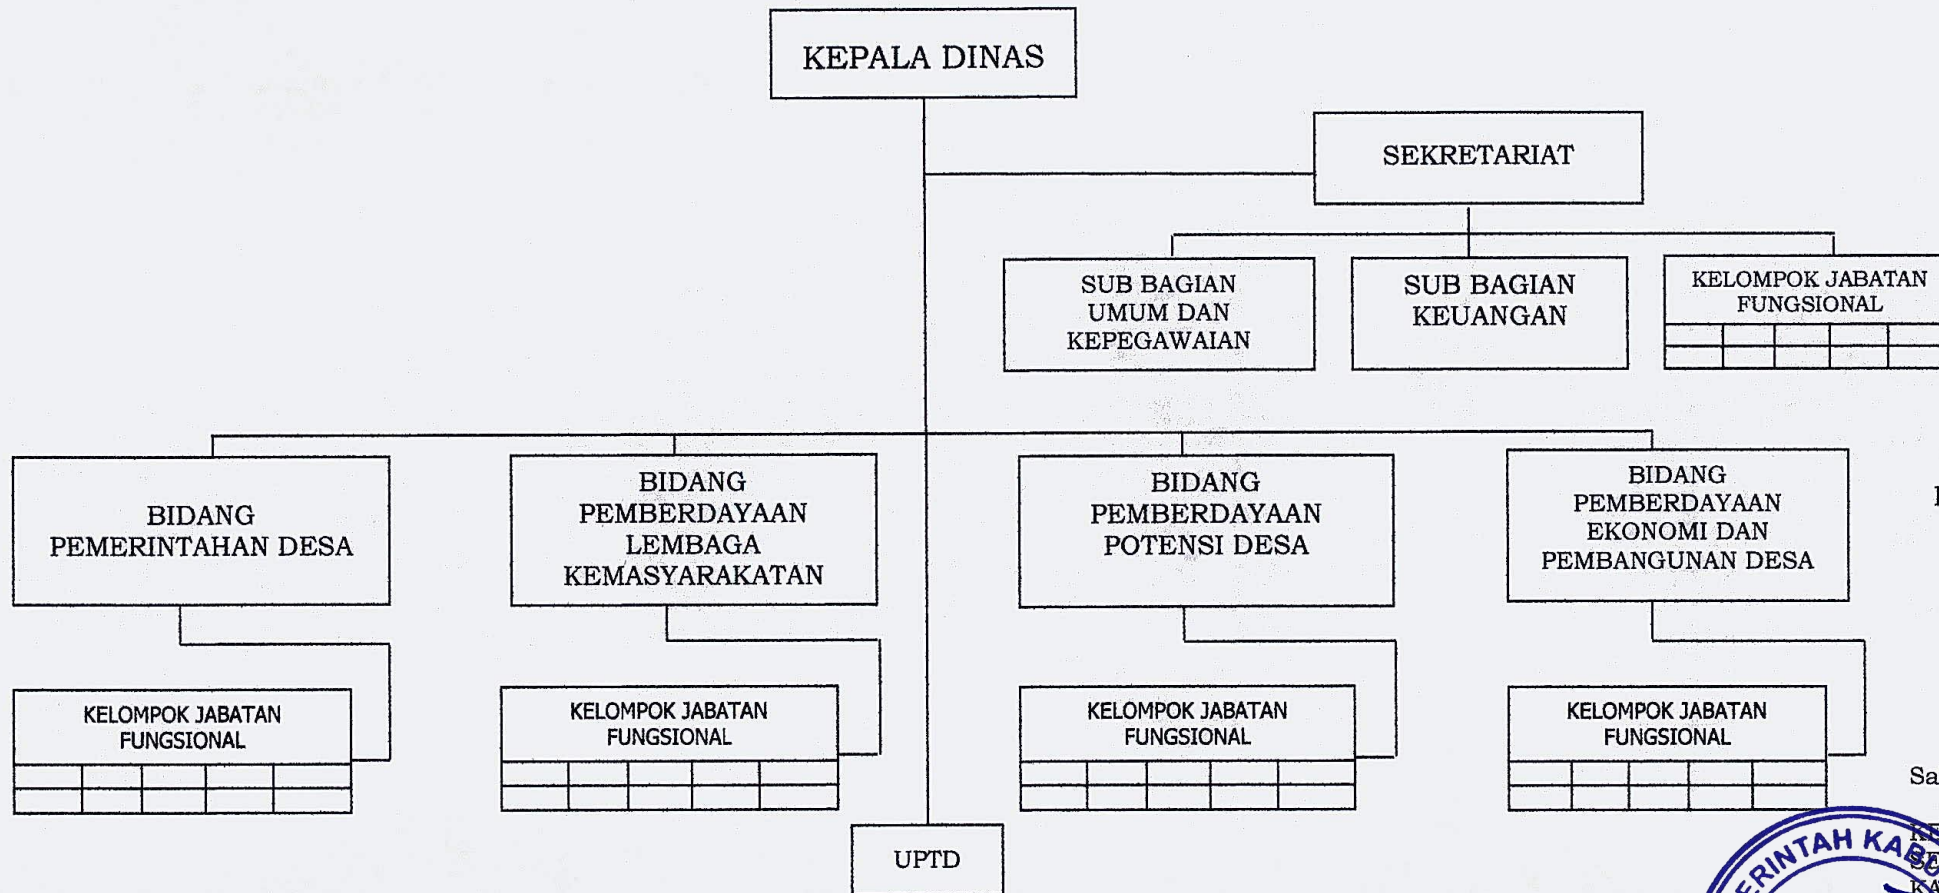 KEPALA DINAS
SEKRETARIAT
SUB BAGIAN
UMUM DAN
KEPEGAWAIAN
SUB BAGIAN
KEUANGAN
KELOMPOK JABATAN
FUNGSIONAL
BIDANG
PEMERINTAHAN DESA
BIDANG
PEMBERDAYAAN
LEMBAGA
KEMASYARAKATAN
BIDANG
PEMBERDAYAAN
POTENSI DESA
BIDANG
PEMBERDAYAAN
EKONOMI DAN
PEMBANGUNAN DESA
KELOMPOK JABATAN
FUNGSIONAL
KELOMPOK JABATAN
FUNGSIONAL
KELOMPOK JABATAN
FUNGSIONAL
KELOMPOK JABATAN
FUNGSIONAL
Sa
UPTD